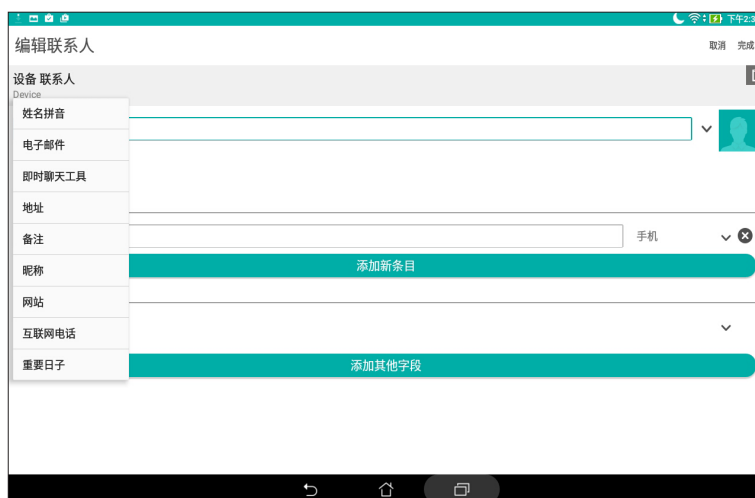 下午2:3
编辑联系人
取消 完成
设备 联系人
Device
姓名拼音
电子邮件
即时聊天工具
地址
备注
手机
昵称
添加新条目
网站
互联网电话
重要日子
添加其他字段